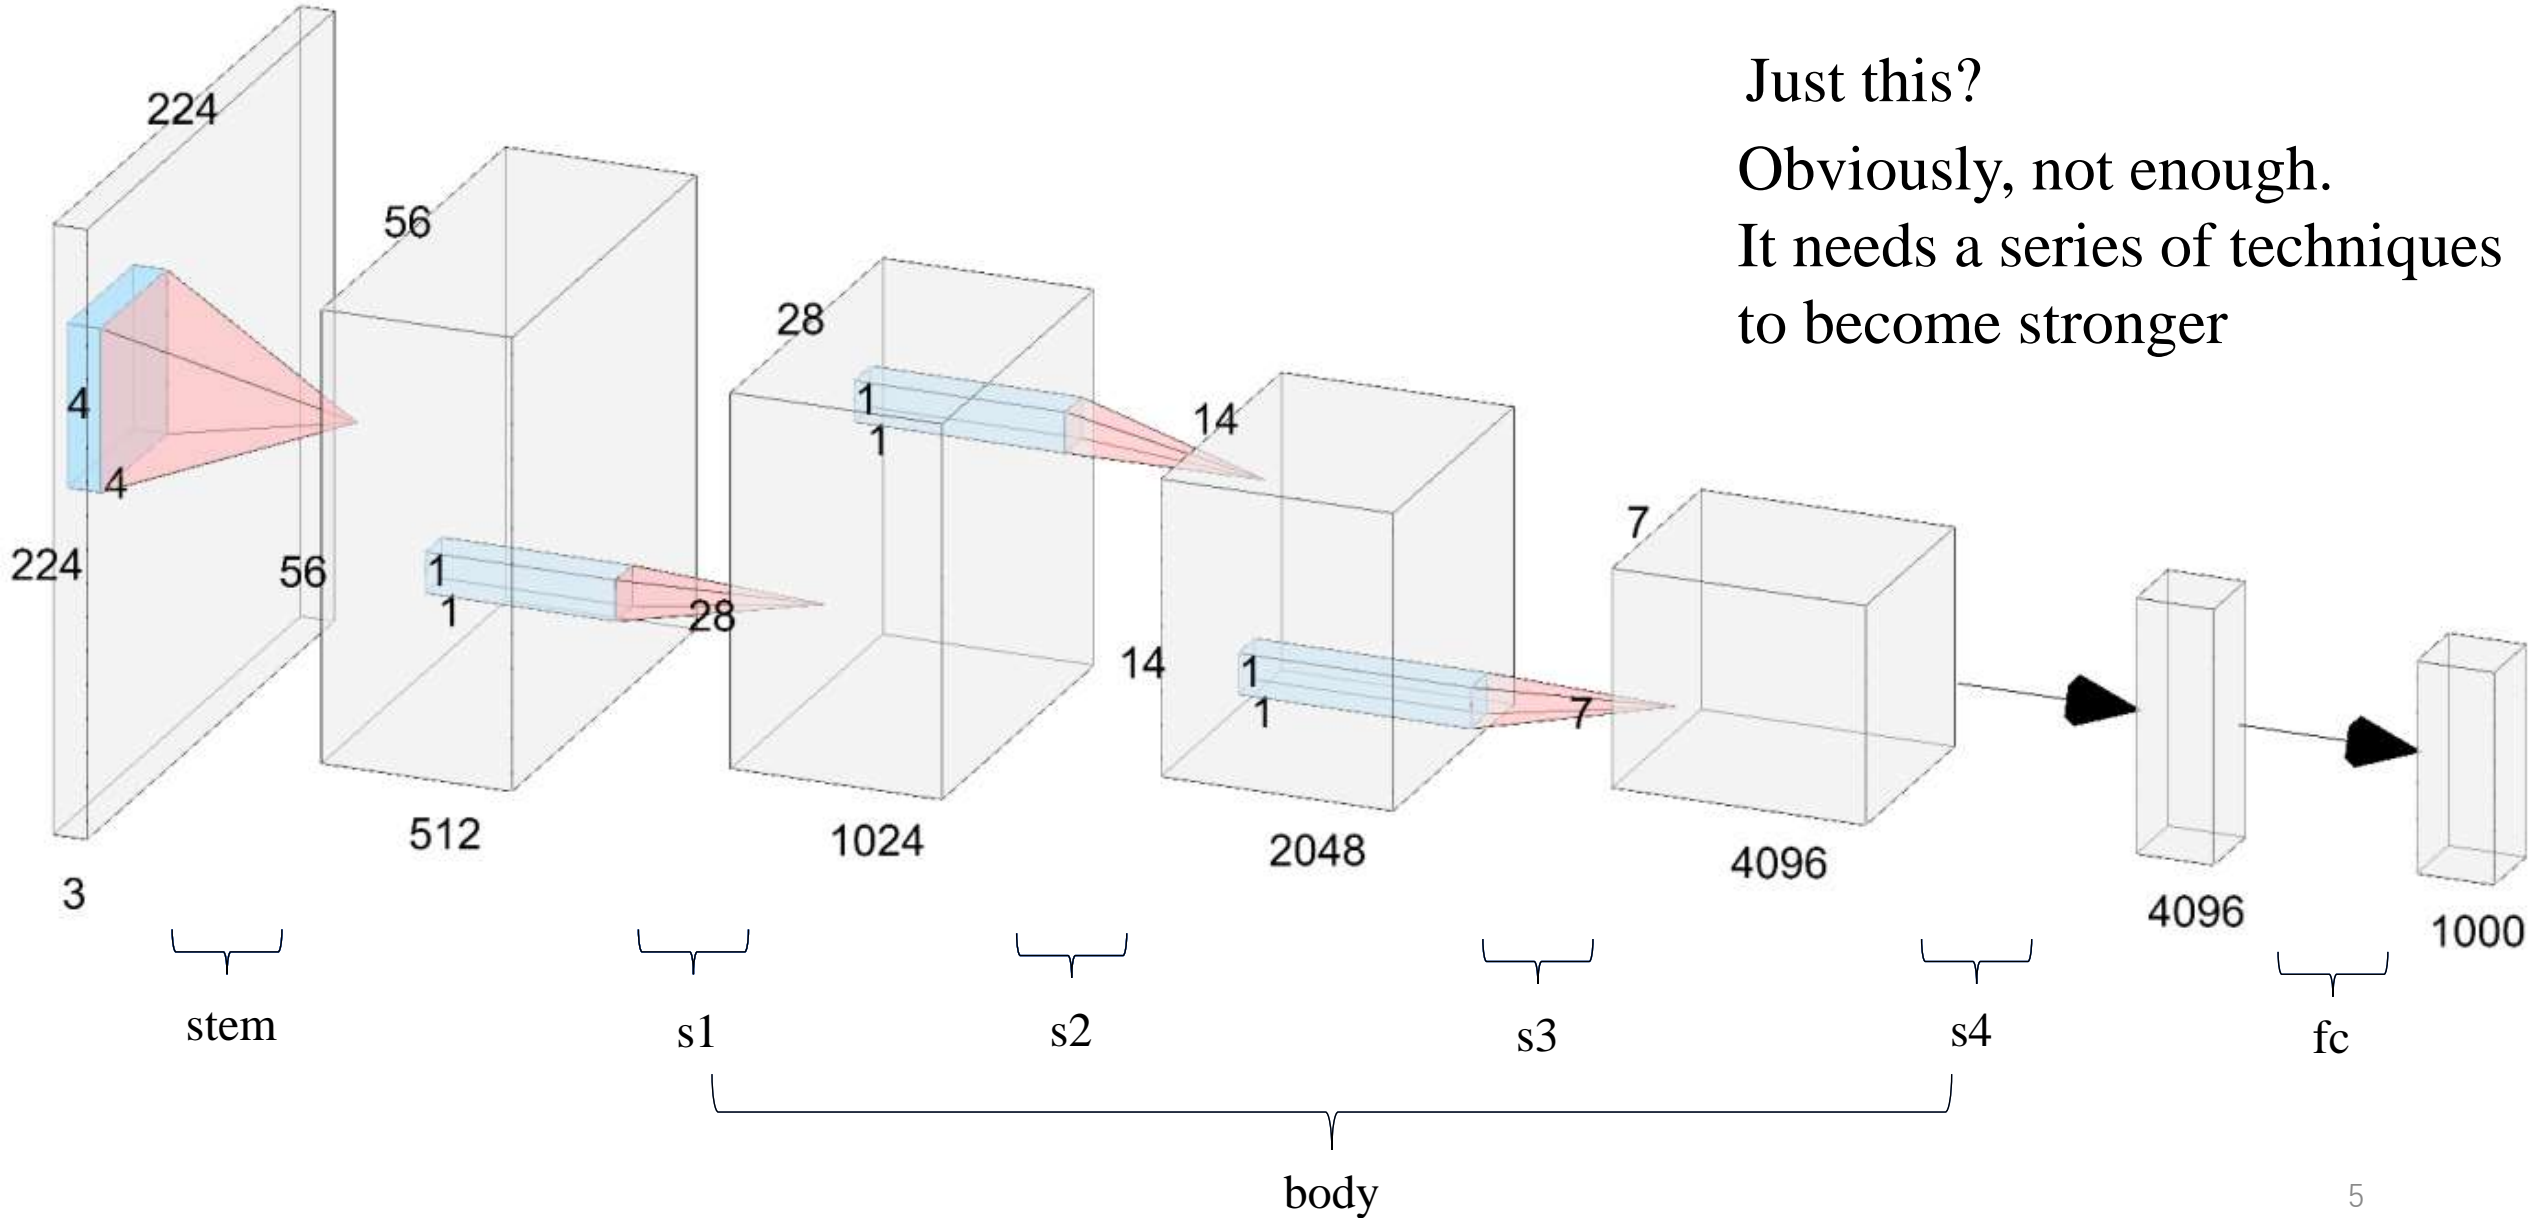 Just this?
Obviously, not enough.
It needs a series of techniques
to become stronger
224
4
4
224
3
56
56
1
1
512
28
28
1
1
1024
14
14
1
1
2048
7
7
4096
4096
1000
stem
s1
s2
s3
s4
fc
body
5